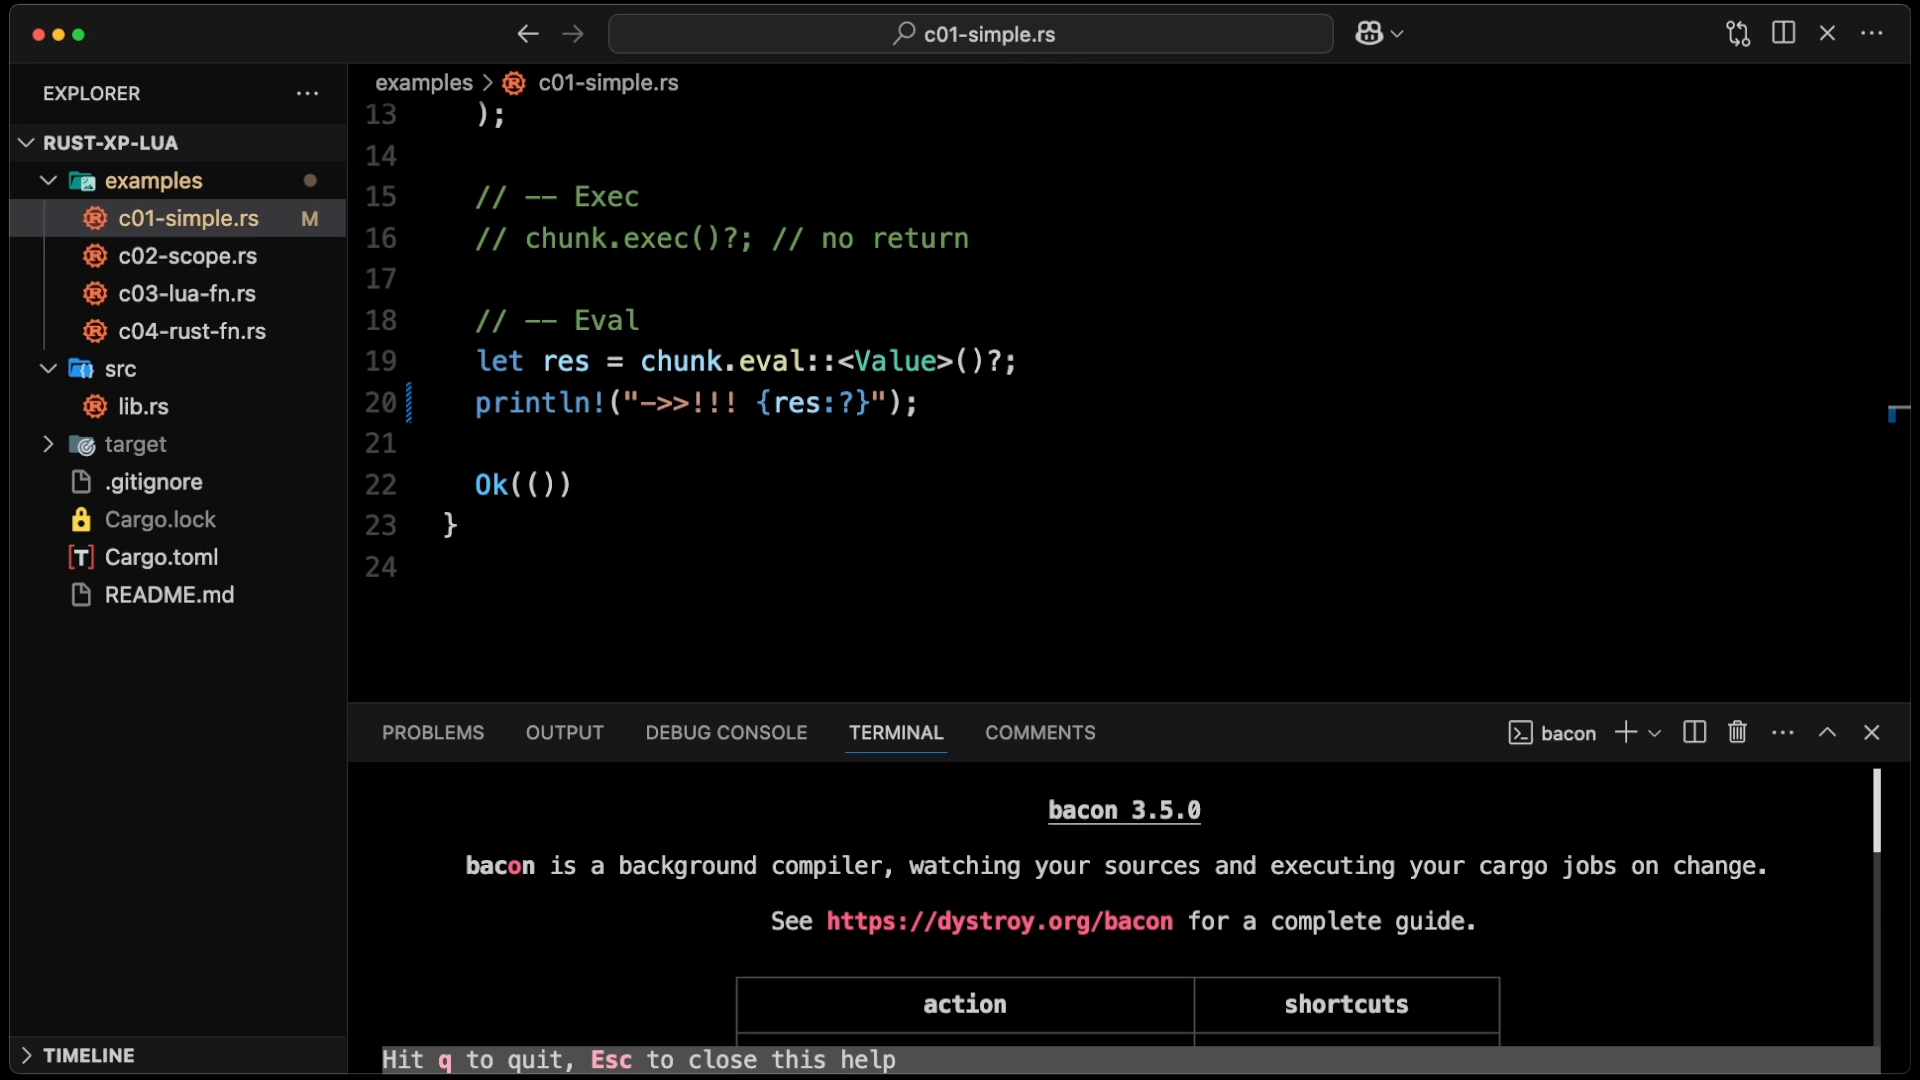 c01-simple.rs
EXPLORER
RUST-XP-LUA
examples
c01-simple.rs M
c02-scope.rs
c03-lua-fn.rs
c04-rust-fn.rs
src
lib.rs
target
.gitignore
Cargo.lock
[T] Cargo.toml
README.md
TIMELINE
examples > c01-simple.rs
13 );
14
15 // -- Exec
16 // chunk.exec()?; // no return
17
18 // -- Eval
19 let res = chunk.eval::<Value>()?;
20 println!("->>!!! {res:?}");
21
22 Ok(())
23 }
24
PROBLEMS OUTPUT DEBUG CONSOLE TERMINAL COMMENTS bacon
bacon 3.5.0
bacon is a background compiler, watching your sources and executing your cargo jobs on change.
See https://dystroy.org/bacon for a complete guide.
action shortcuts
Hit q to quit, Esc to close this help